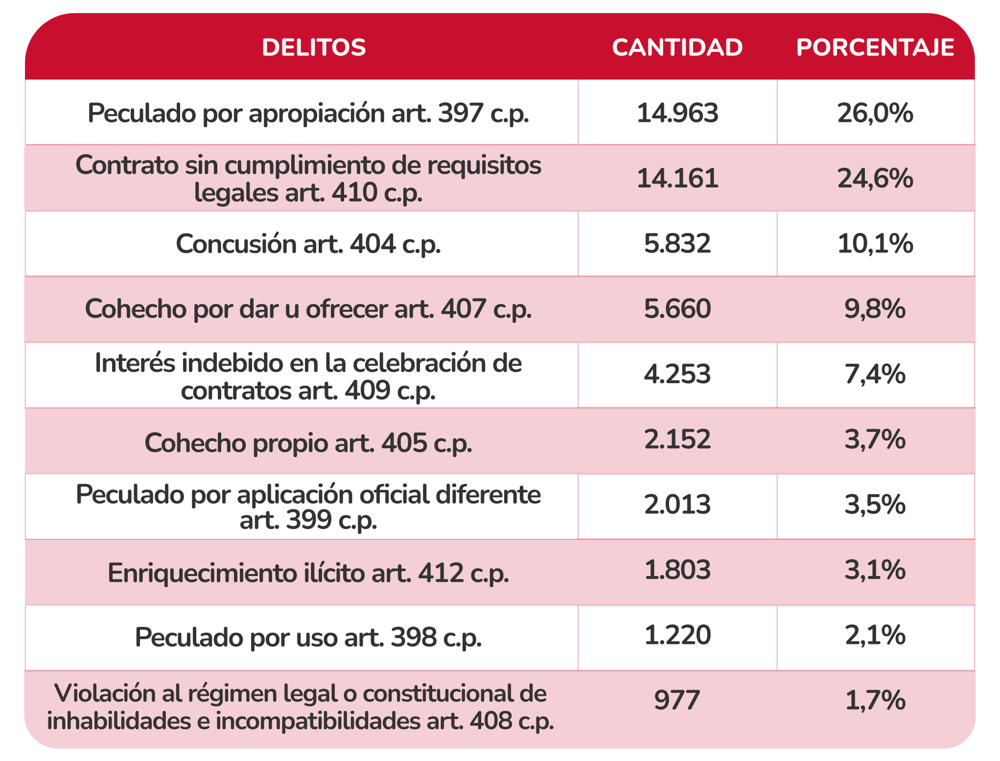 DELITOS CANTIDAD PORCENTAJE
Peculado por apropiación art. 397 c.p. 14.963 26,0%
Contrato sin cumplimiento de requisitos
legales art. 410 c.p. 14.161 24,6%
Concusión art. 404 c.p. 5.832 10,1%
Cohecho por dar u ofrecer art. 407 c.p. 5.660 9,8%
Interés indebido en la celebración de
contratos art. 409 c.p. 4.253 7,4%
Cohecho propio art. 405 c.p. 2.152 3,7%
Peculado por aplicación oficial diferente
art. 399 c.p. 2.013 3,5%
Enriquecimiento ilícito art. 412 c.p. 1.803 3,1%
Peculado por uso art. 398 c.p. 1.220 2,1%
Violación al régimen legal o constitucional de
inhabilidades e incompatibilidades art. 408 c.p. 977 1,7%